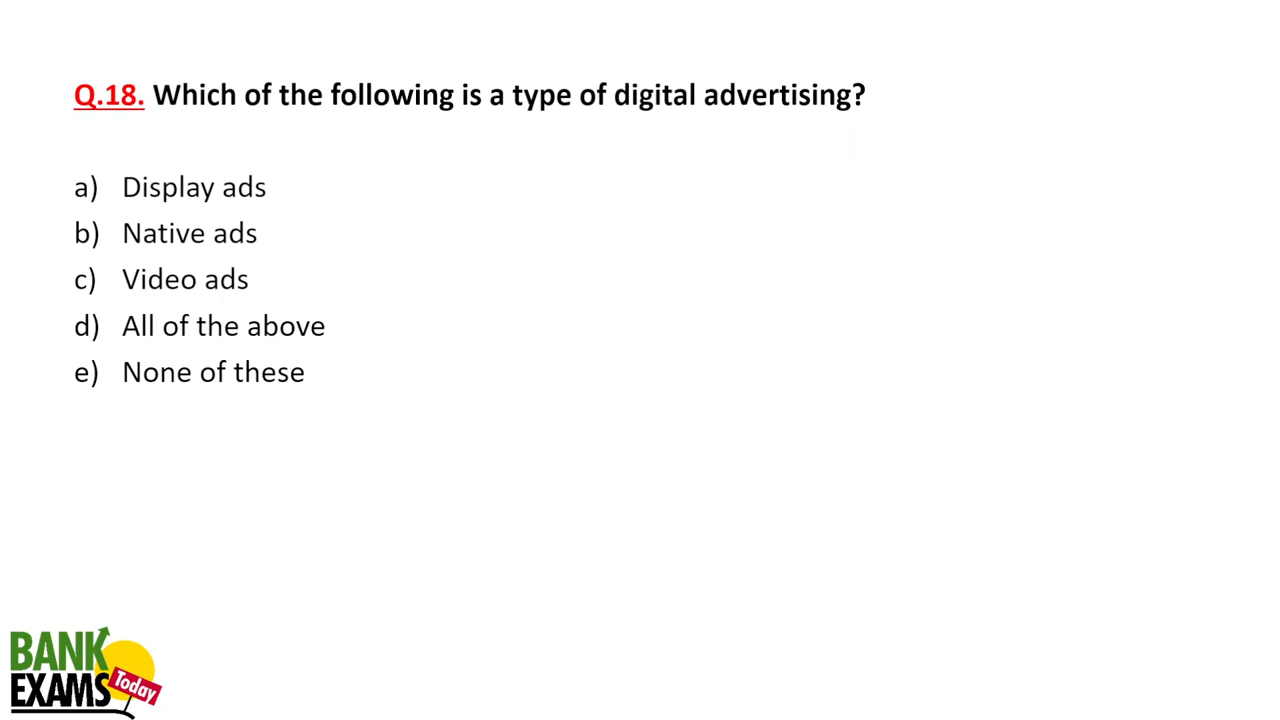 Q.18. Which of the following is a type of digital advertising?
a) Display ads
b) Native ads
c) Video ads
d) All of the above
e) None of these
BANK
EXAMS
Today